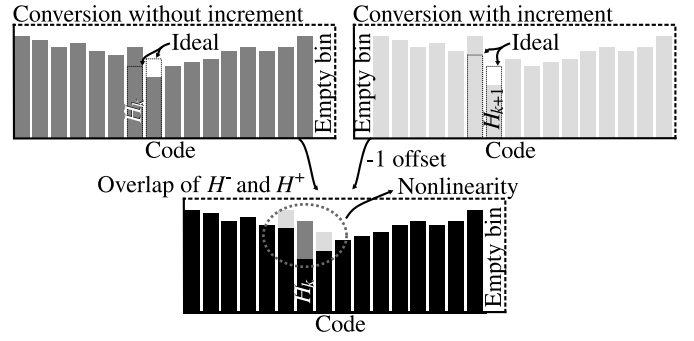 Conversion without increment
Conversion with increment
Ideal
Ideal
Empty bin
Empty bin
H_k
H_{k+1}
Code
Code
-1 offset
Overlap of H⁻ and H⁺
Nonlinearity
Empty bin
H_k
Code